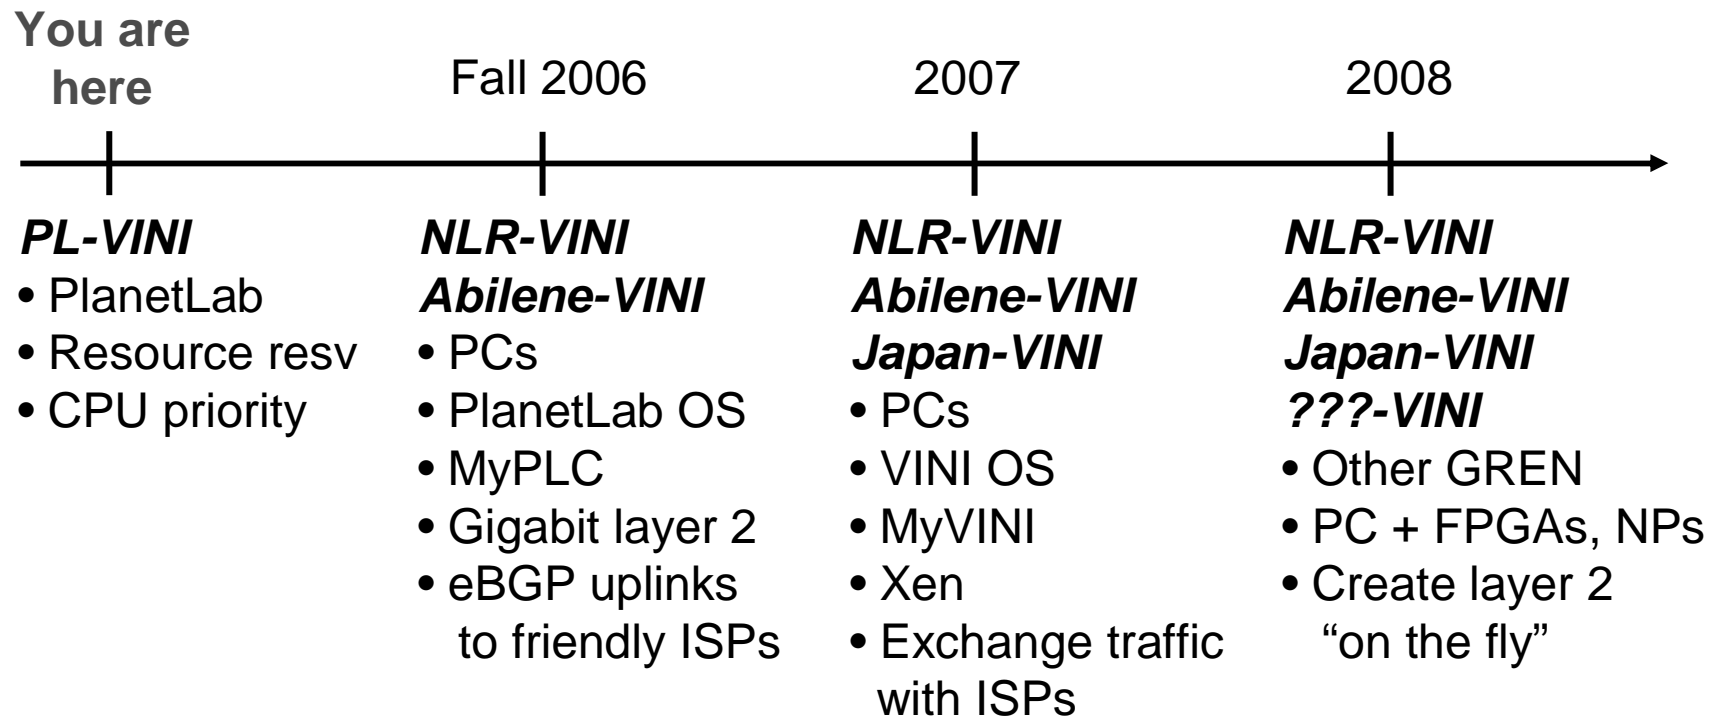 You are
here
Fall 2006
2007
2008
PL-VINI
• PlanetLab
• Resource resv
• CPU priority
NLR-VINI
Abilene-VINI
• PCs
• PlanetLab OS
• MyPLC
• Gigabit layer 2
• eBGP uplinks
to friendly ISPs
NLR-VINI
Abilene-VINI
Japan-VINI
• PCs
• VINI OS
• MyVINI
• Xen
• Exchange traffic
with ISPs
NLR-VINI
Abilene-VINI
Japan-VINI
???-VINI
• Other GREN
• PC + FPGAs, NPs
• Create layer 2
“on the fly”